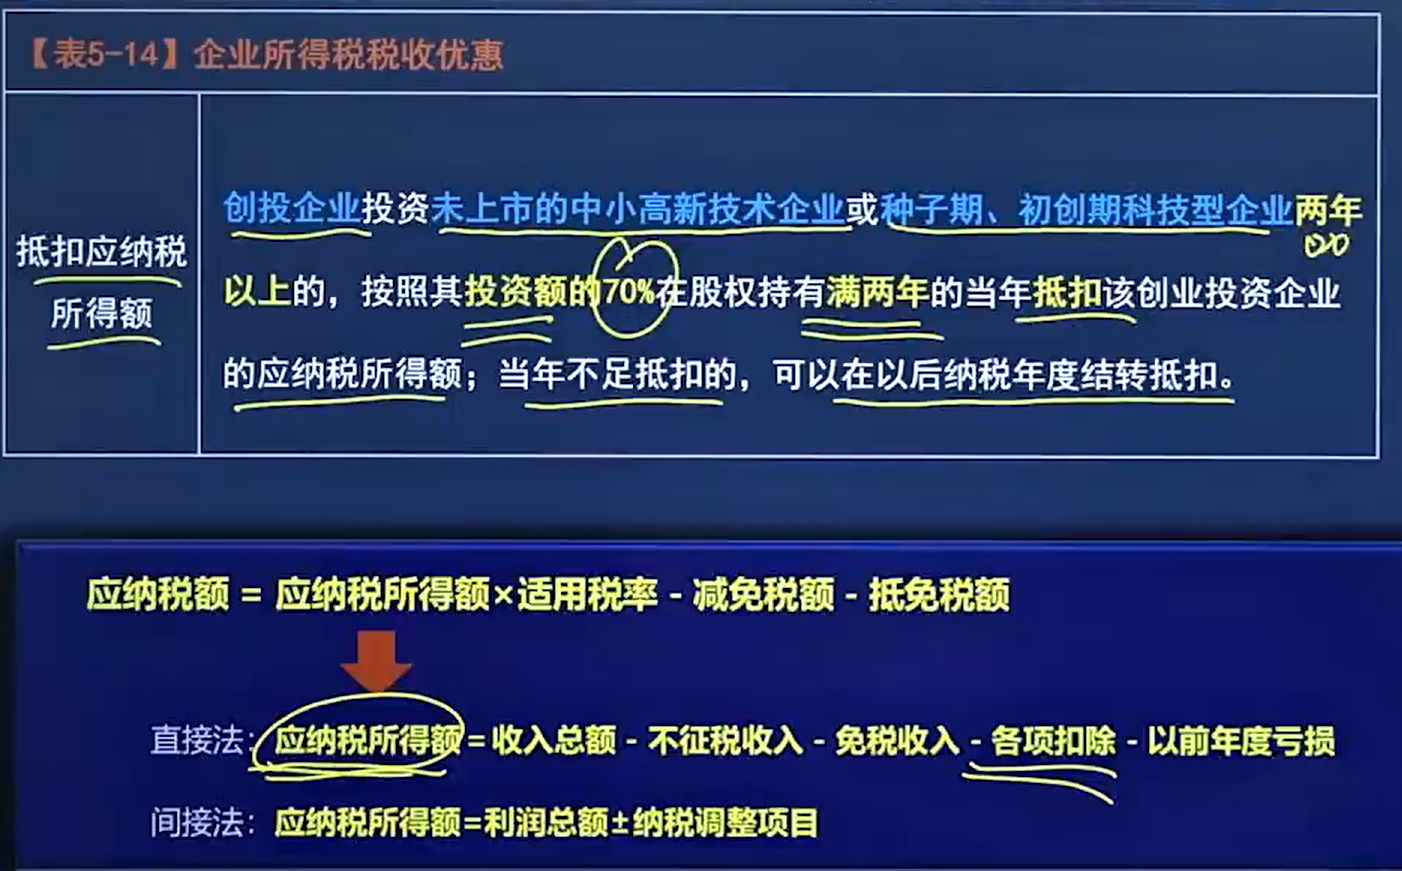 【表5-14】企业所得税税收优惠
抵扣应纳税
所得额
创投企业投资未上市的中小高新技术企业或种子期、初创期科技型企业两年
以上的，按照其投资额的70%在股权持有满两年的当年抵扣该创业投资企业
的应纳税所得额；当年不足抵扣的，可以在以后纳税年度结转抵扣。
应纳税额 = 应纳税所得额×适用税率 - 减免税额 - 抵免税额
直接法：应纳税所得额=收入总额 - 不征税收入 - 免税收入 - 各项扣除 - 以前年度亏损
间接法：应纳税所得额=利润总额±纳税调整项目